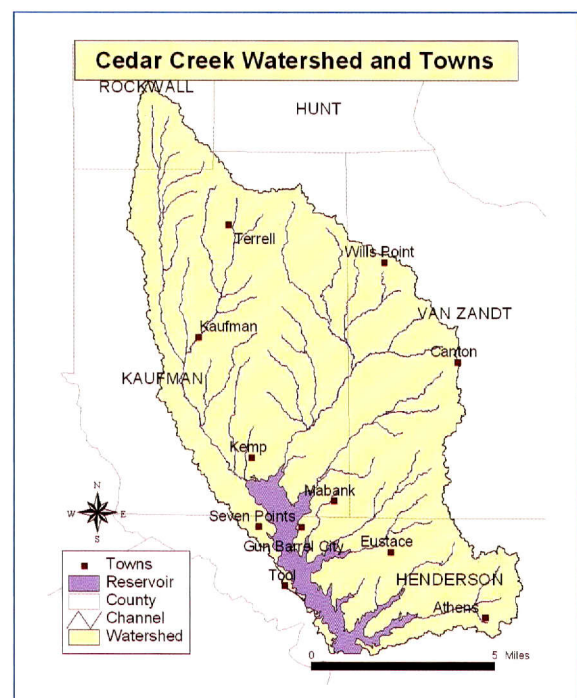 Cedar Creek Watershed and Towns
ROCKWALL
HUNT
Terrell
Wills Point
VAN ZANDT
Kaufman
Canton
KAUFMAN
Kemp
Mabank
N
W E
S
Seven Points
Gun Barrel City
Eustace
Tool
HENDERSON
Athens
Towns
Reservoir
County
Channel
Watershed
0 5 Miles